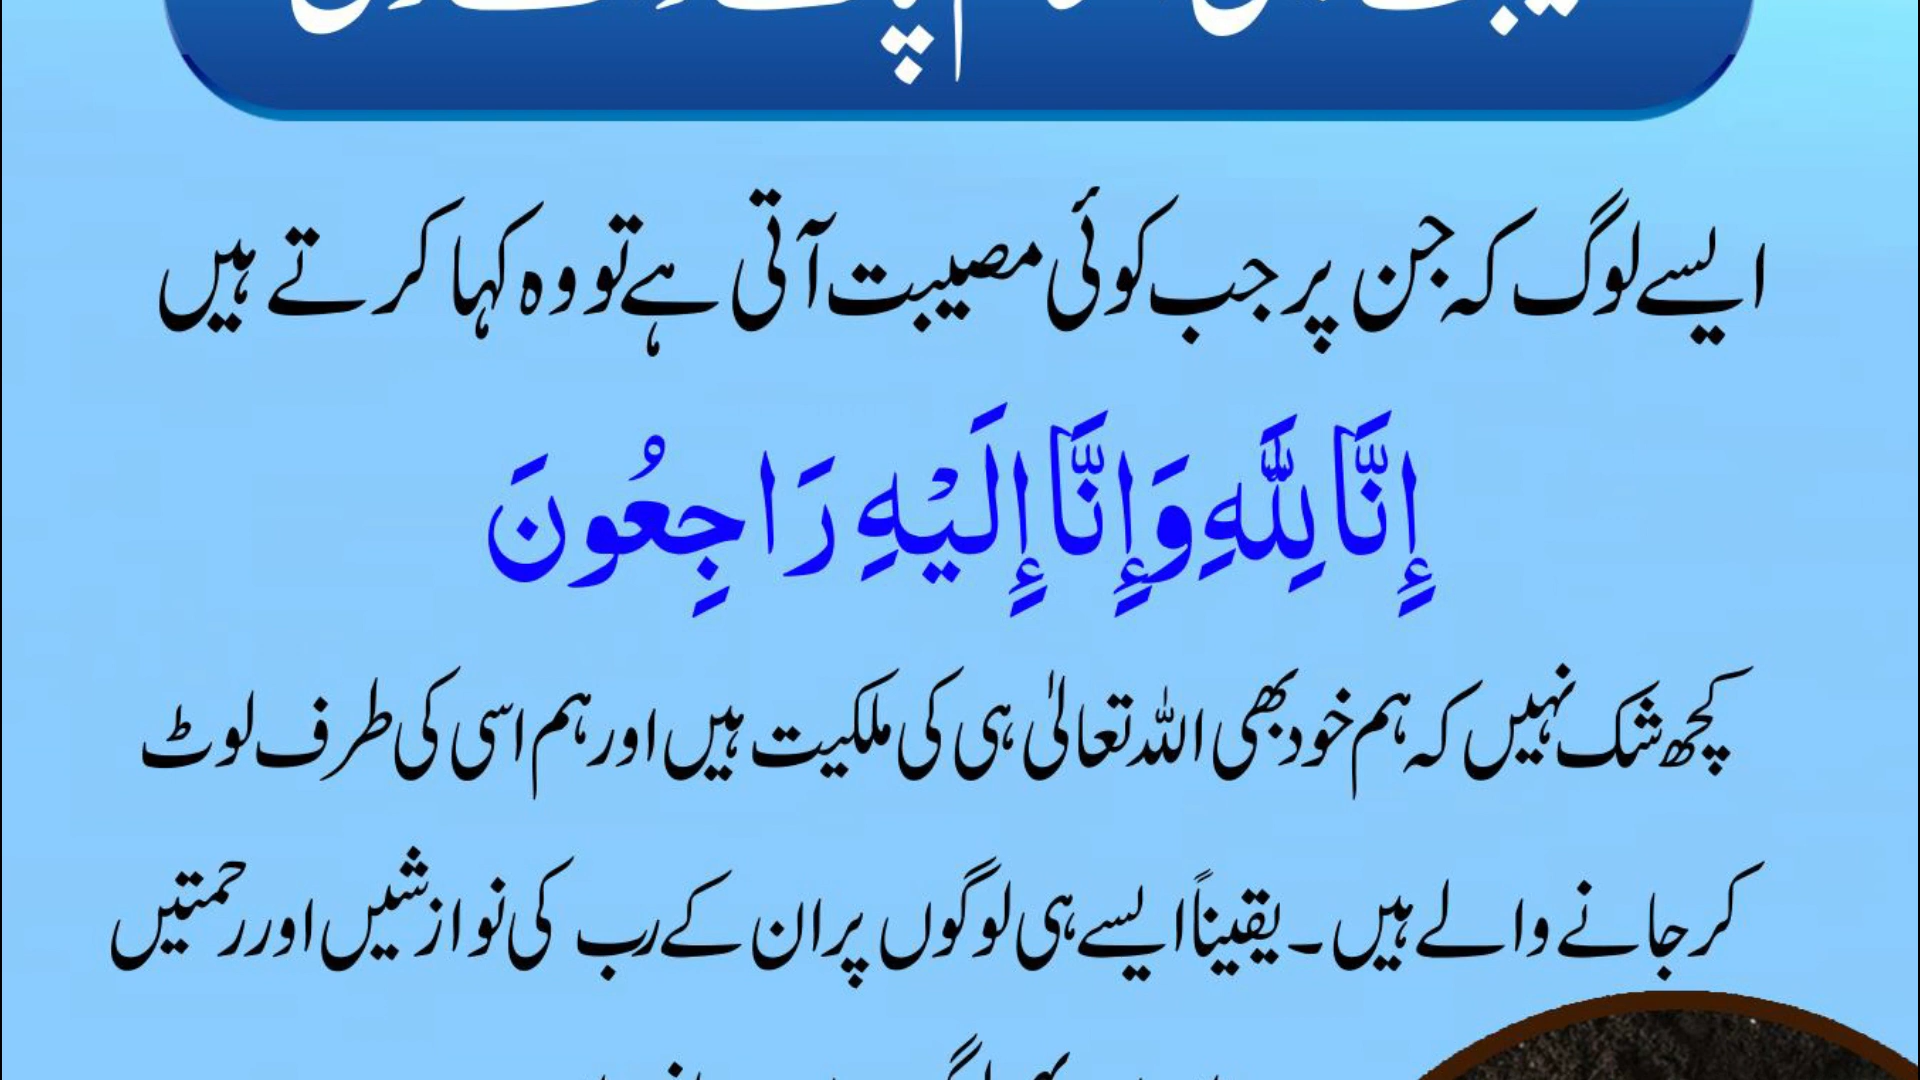 ایسے لوگ کہ جن پر جب کوئی مصیبت آتی ہے تو وہ کہا کرتے ہیں
إِنَّا لِلَّهِ وَإِنَّا إِلَيْهِ رَاجِعُونَ
کچھ شک نہیں کہ ہم خود بھی اللہ تعالیٰ ہی کی ملکیت ہیں اور ہم اسی کی طرف لوٹ
کر جانے والے ہیں۔ یقیناً ایسے ہی لوگوں پر ان کے رب کی نوازشیں اور رحمتیں